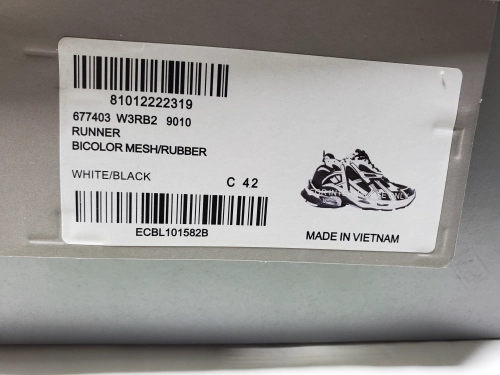 81012222319
677403 W3RB2 9010
RUNNER
BICOLOR MESH/RUBBER
WHITE/BLACK
C 42
ECBL101582B
MADE IN VIETNAM